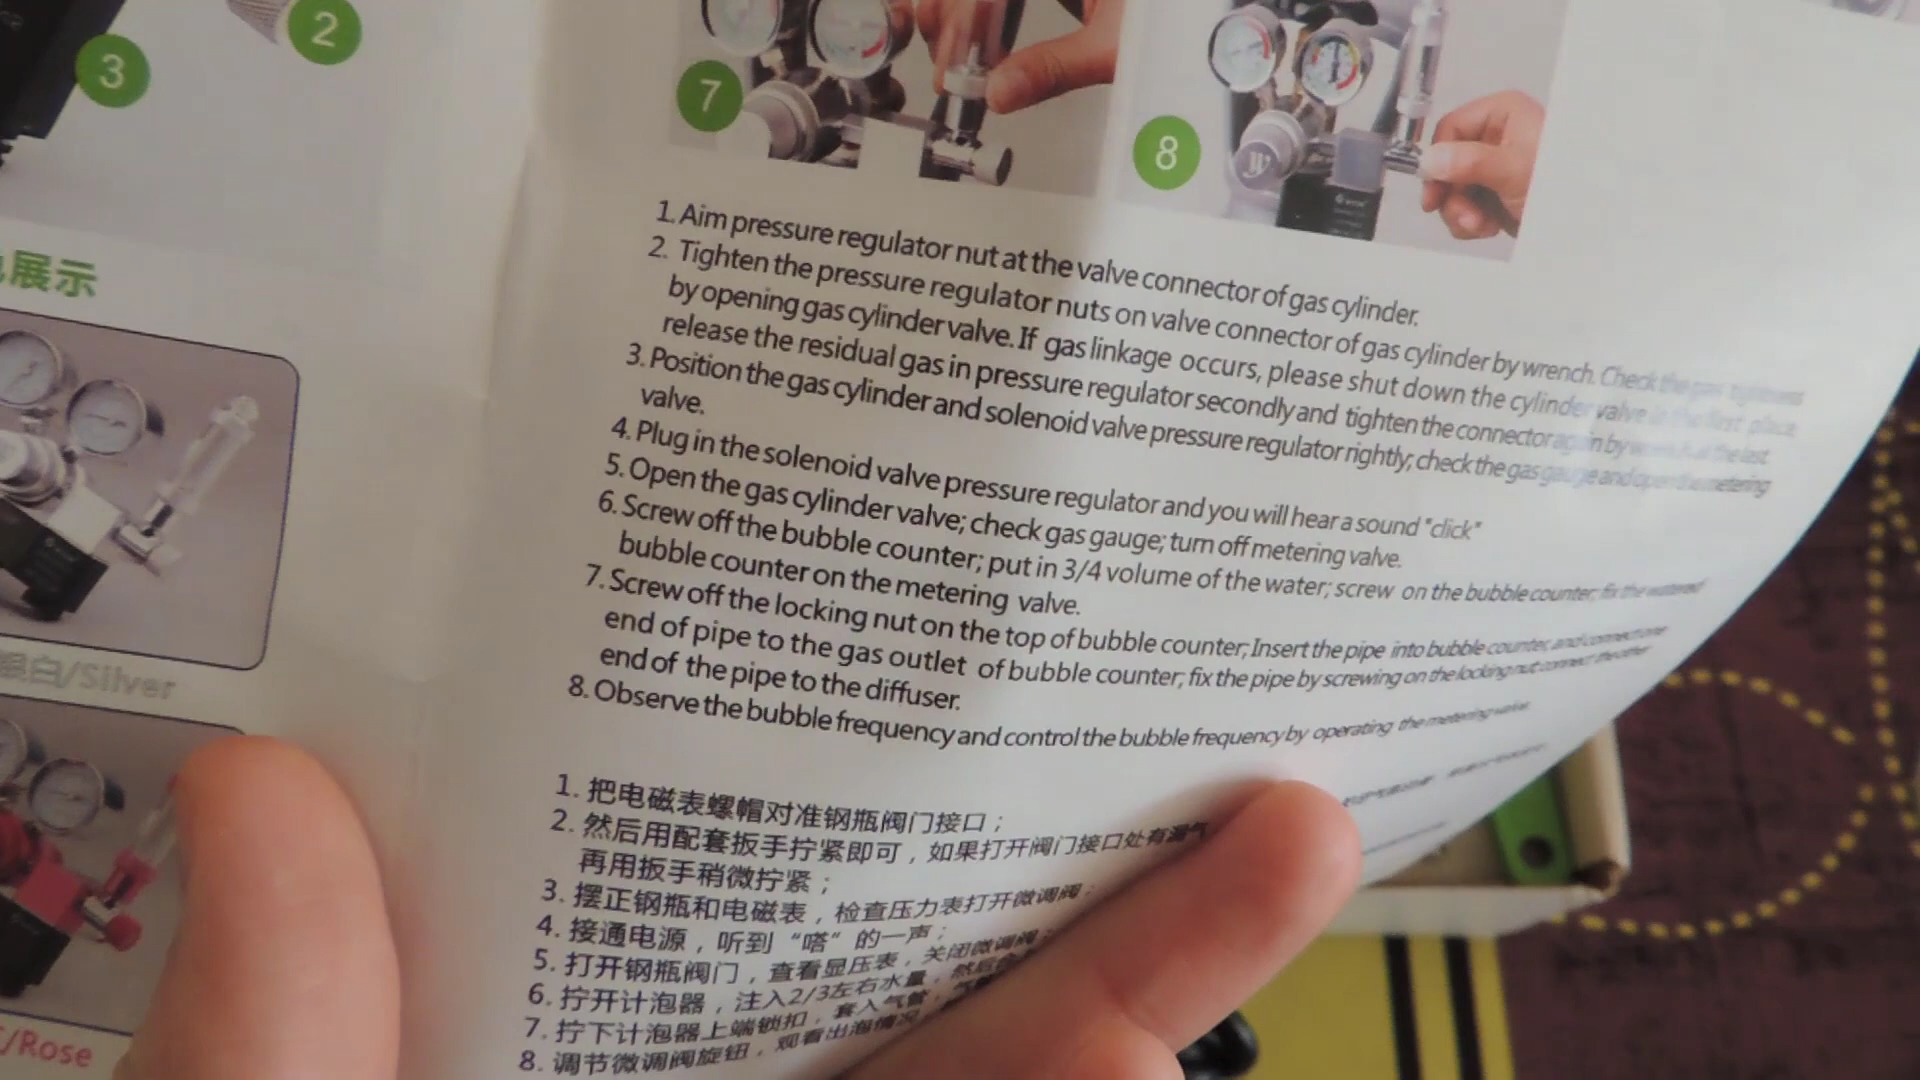 2
3
7
8
展示
1. Aim pressure regulator nut at the valve connector of gas cylinder.
2. Tighten the pressure regulator nuts on valve connector of gas cylinder by wrench. Check the gas tightness
by opening gas cylinder valve. If gas linkage occurs, please shut down the cylinder valve in the first place,
release the residual gas in pressure regulator secondly and tighten the connector again by wrench at the last.
3. Position the gas cylinder and solenoid valve pressure regulator rightly; check the gas gauge and open the metering
valve.
4. Plug in the solenoid valve pressure regulator and you will hear a sound "click"
5. Open the gas cylinder valve; check gas gauge; turn off metering valve.
6. Screw off the bubble counter; put in 3/4 volume of the water; screw on the bubble counter; fix the watered
bubble counter on the metering valve.
7. Screw off the locking nut on the top of bubble counter; Insert the pipe into bubble counter, and connect one
end of pipe to the gas outlet of bubble counter; fix the pipe by screwing on the locking nut connect the other
end of the pipe to the diffuser.
8. Observe the bubble frequency and control the bubble frequency by operating the metering valve.
银白/Silver
/Rose
1. 把电磁表螺帽对准钢瓶阀门接口；
2. 然后用配套扳手拧紧即可，如果打开阀门接口处有漏气
再用扳手稍微拧紧；
3. 摆正钢瓶和电磁表，检查压力表打开微调阀；
4. 接通电源，听到“嗒”的一声；
5. 打开钢瓶阀门，查看显压表，关闭微调阀；
6. 拧开计泡器，注入2/3左右水量，然后
7. 拧下计泡器上端锁扣，套入气管，
8. 调节微调阀旋钮，观看出泡情况